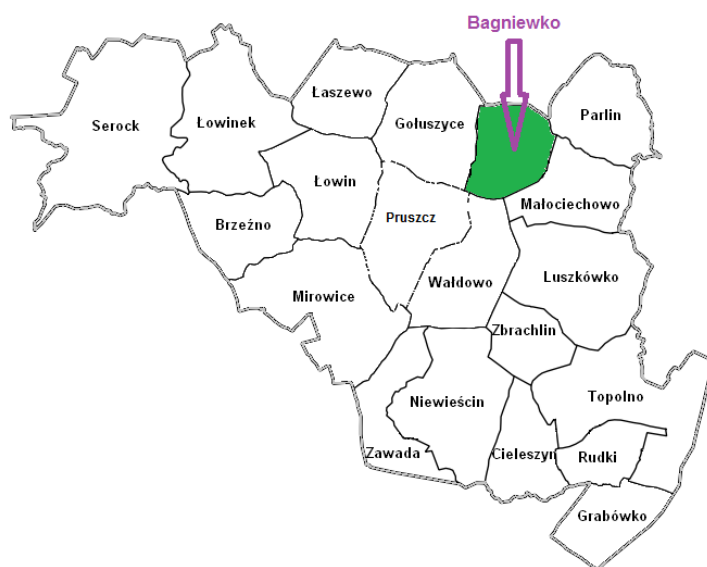 Bagniewko
Łaszewo
Parlin
Serock
Łowinek
Gołuszyce
Łowin
Małociechowo
Pruszcz
Brzeźno
Luszkówko
Wałdowo
Mirowice
Zbrachlin
Topolno
Niewieścin
Zawada
Cieleszyn
Rudki
Grabówko